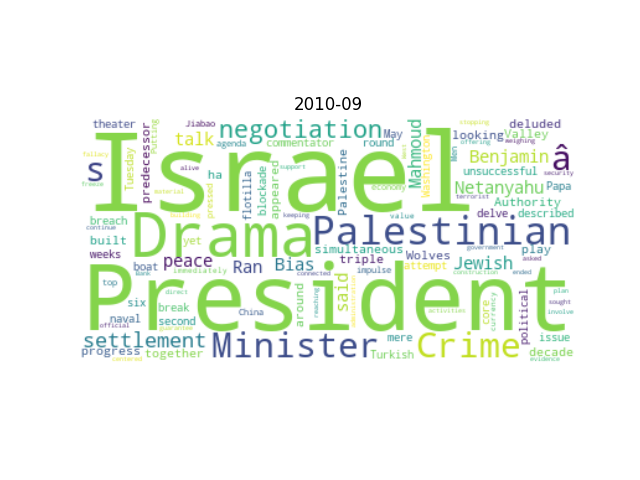 2010-09
theater
Jiabao
negotiation
May
Mahmoud
deluded
Valley
looking
weighing
stopping
talk
agenda
commentator
round
Israel
s
Tuesday
predecessor
Putting
Washington
Men
offering
Benjamin
â
unsuccessful
Netanyahu
Papa
security
terrorist
Authority
freeze
alive
ha
pressed
flotilla
blockade
appeared
support
Palestine
economy
value
material
building
keeping
Drama
Palestinian
delve
described
breach
continue
built
yet
simultaneous
Wolves
government
play
weeks
peace
Ran
Bias
triple
Jewish
asked
boat
immediately
attempt
impulse
connected
ended
construction
top
bank
President
direct
China
said
around
reaching
administration
plan
sought
involve
six
break
core
currency
political
naval
second
activities
official
guarantee
issue
settlement
Minister
mere
Crime
progress
together
Turkish
decade
centered
evidence